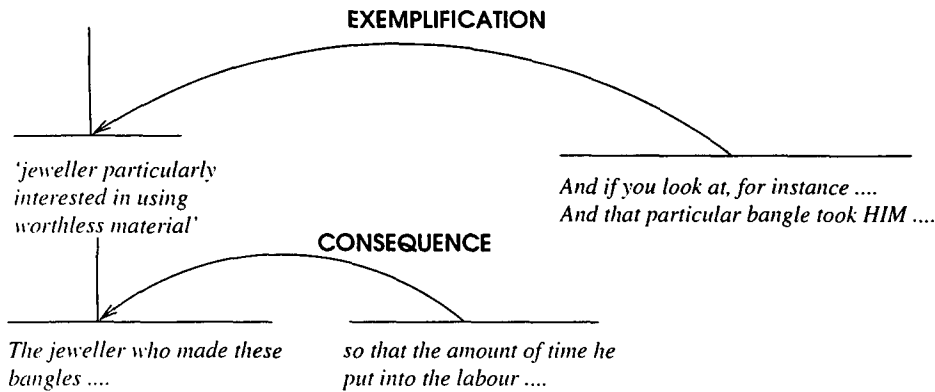 EXEMPLIFICATION
‘jeweller particularly
interested in using
worthless material’
And if you look at, for instance ....
And that particular bangle took HIM ....
CONSEQUENCE
The jeweller who made these
bangles ....
so that the amount of time he
put into the labour ....